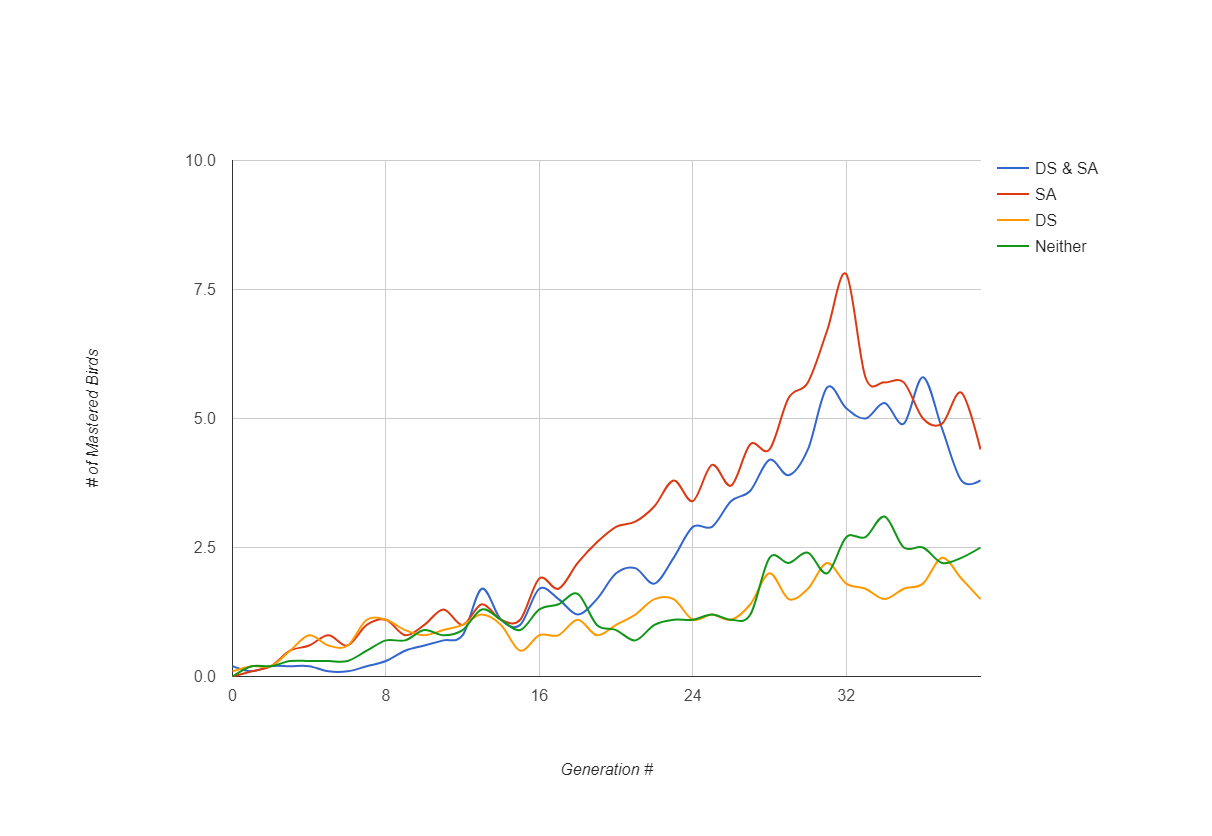 10.0
7.5
5.0
2.5
0.0
0 8 16 24 32
# of Mastered Birds
Generation #
DS & SA
SA
DS
Neither